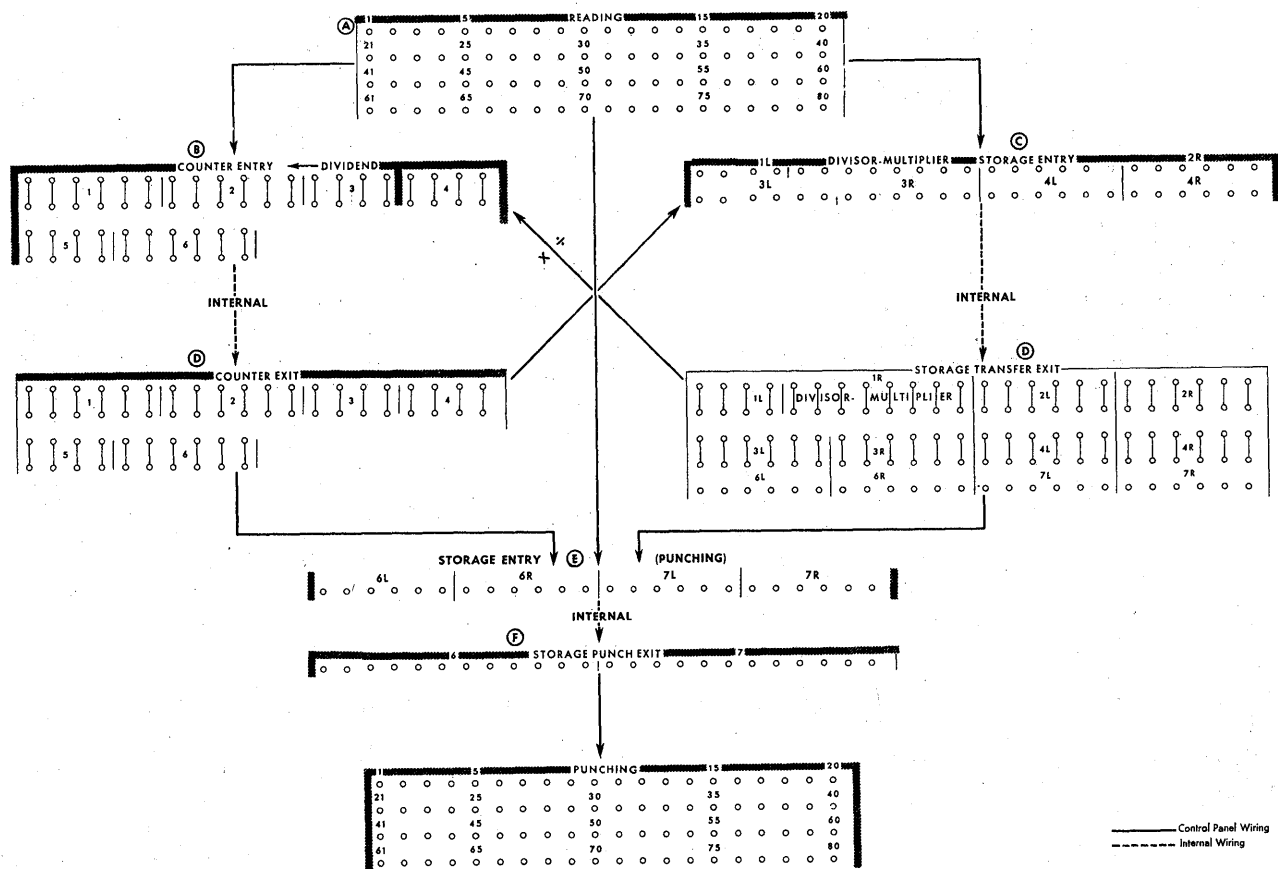 Ⓐ 1 5 READING 15 20
21 25 30 35 40
41 45 50 55 60
61 65 70 75 80
Ⓑ
COUNTER ENTRY ← DIVIDEND
1 2 3 4
5 6
Ⓒ
1L DIVISOR-MULTIPLIER STORAGE ENTRY 2R
3L 3R 4L 4R
+ %
INTERNAL
INTERNAL
Ⓓ COUNTER EXIT
1 2 3 4
5 6
Ⓓ
STORAGE TRANSFER EXIT
1R
1L DIVISOR- MULTIPLIER 2L 2R
3L 3R 4L 4R
6L 6R 7L 7R
STORAGE ENTRY Ⓔ (PUNCHING)
6L 6R 7L 7R
INTERNAL
Ⓕ
6 STORAGE PUNCH EXIT 7
1 5 PUNCHING 15 20
21 25 30 35 40
41 45 50 55 60
61 65 70 75 80
Control Panel Wiring
Internal Wiring